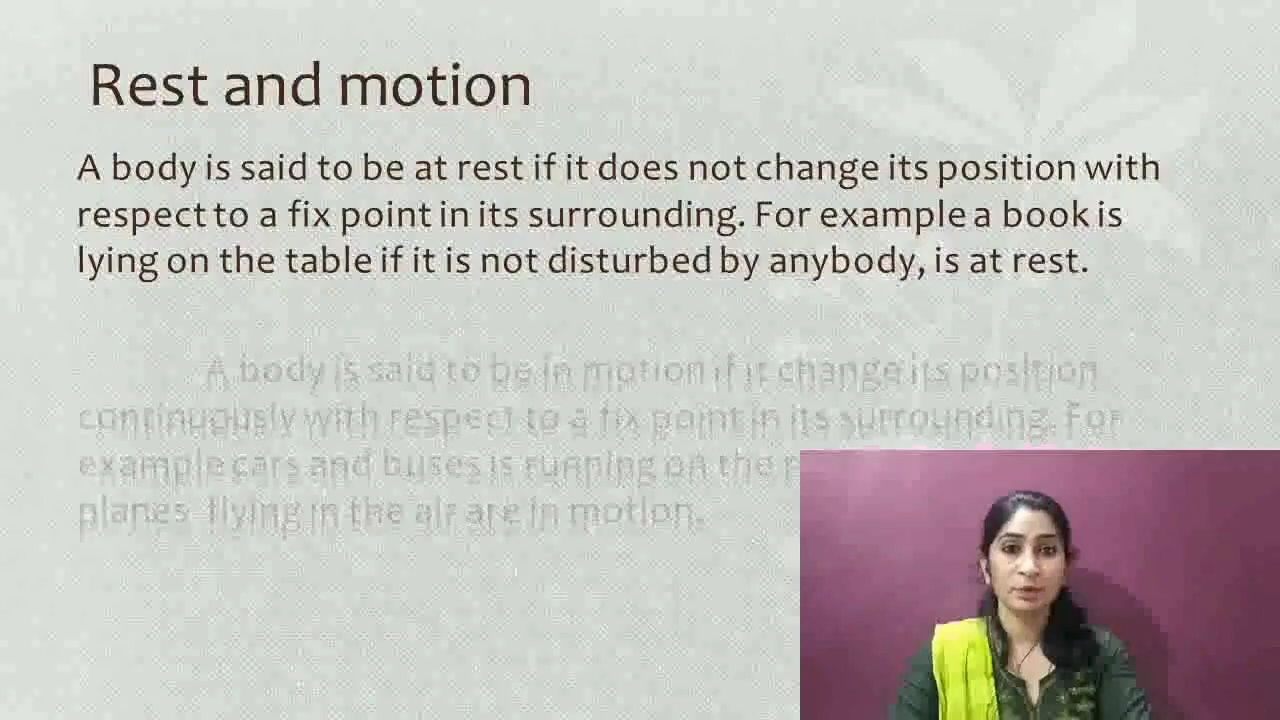 Rest and motion
A body is said to be at rest if it does not change its position with
respect to a fix point in its surrounding. For example a book is
lying on the table if it is not disturbed by anybody, is at rest.
A body is said to be in motion if it change its position
continuously with respect to a fix point in its surrounding. For
example cars and buses is running on the
planes flying in the air are in motion.